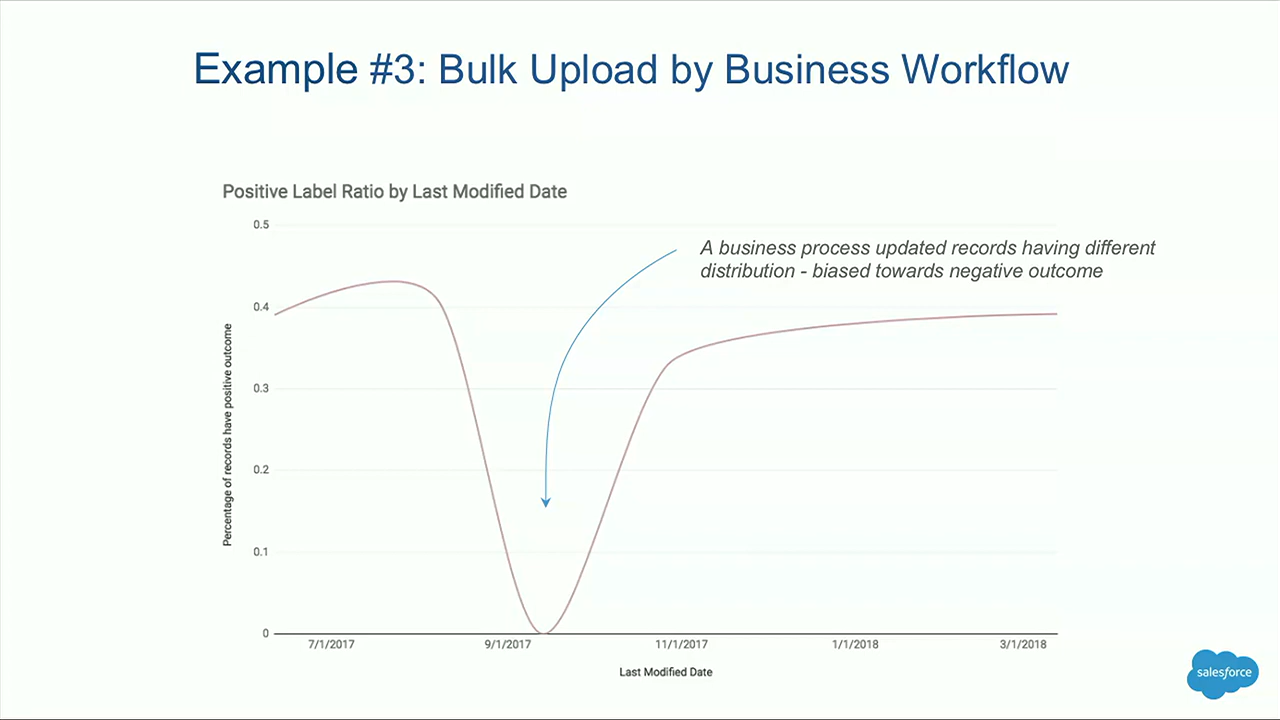 Example #3: Bulk Upload by Business Workflow
Positive Label Ratio by Last Modified Date
0.5
A business process updated records having different
distribution - biased towards negative outcome
0.4
Percentage of records have positive outcome
0.3
0.2
0.1
0
7/1/2017
9/1/2017
11/1/2017
1/1/2018
3/1/2018
Last Modified Date
salesforce